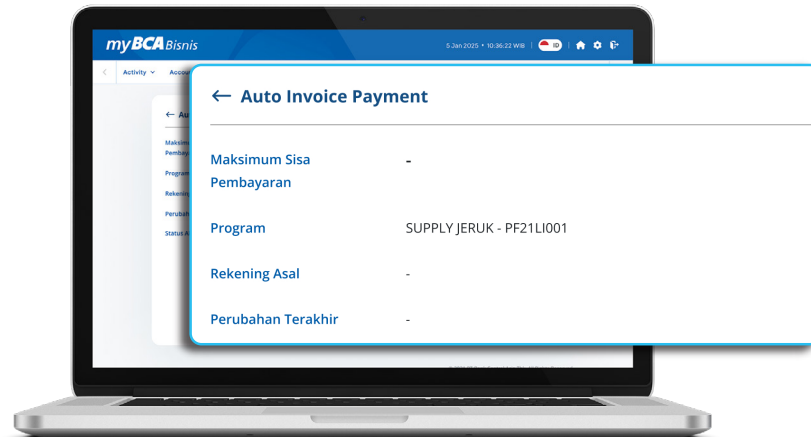 myBCA Bisnis
5 Jan 2025 • 10:36:22 WIB | ID
Activity
← Auto Invoice Payment
Maksimum Sisa
Pembayaran -
Program SUPPLY JERUK - PF21LI001
Rekening Asal -
Perubahan Terakhir -